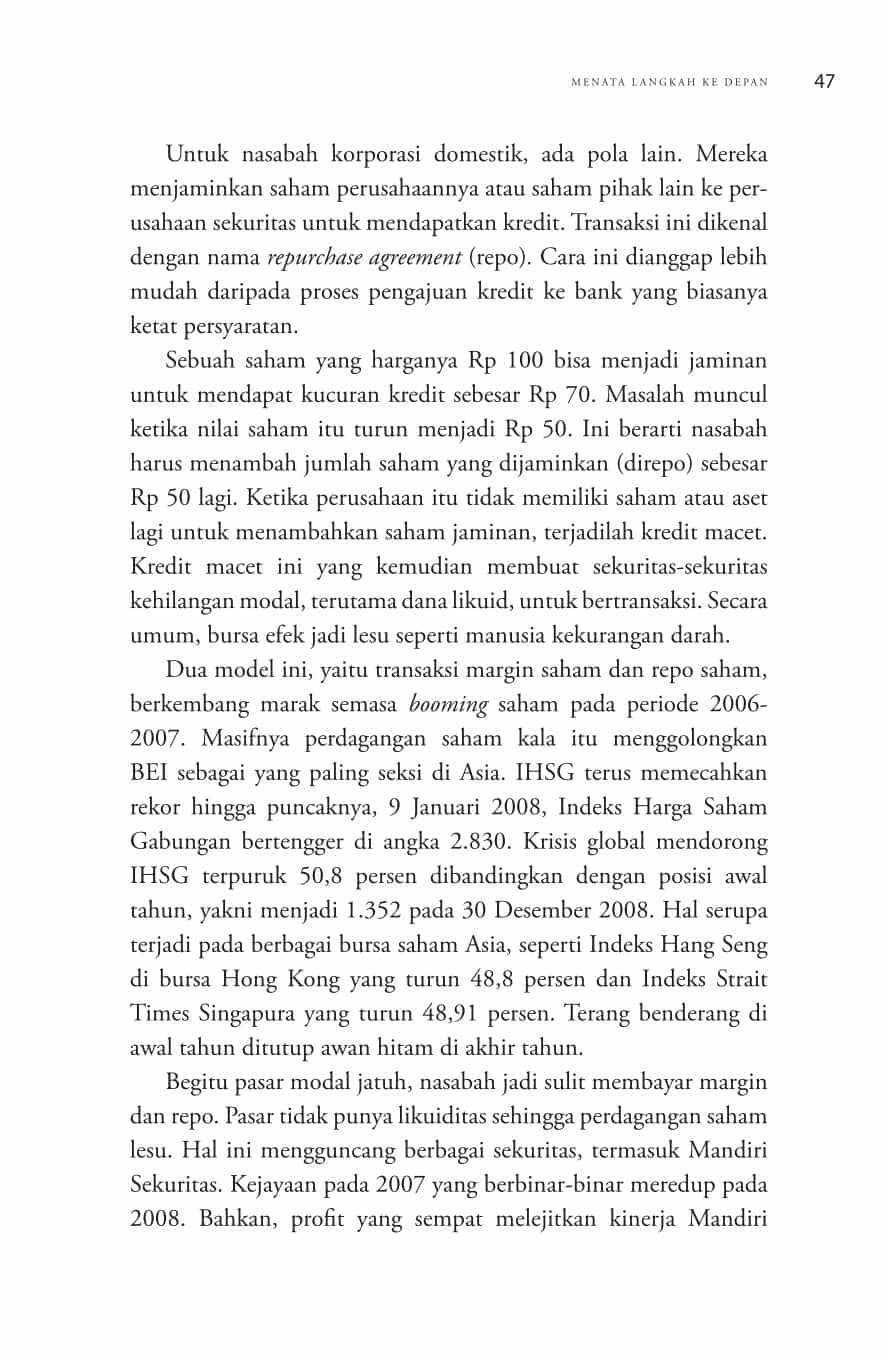 MENATA LANGKAH KE DEPAN 47
Untuk nasabah korporasi domestik, ada pola lain. Mereka
menjaminkan saham perusahaannya atau saham pihak lain ke per-
usahaan sekuritas untuk mendapatkan kredit. Transaksi ini dikenal
dengan nama repurchase agreement (repo). Cara ini dianggap lebih
mudah daripada proses pengajuan kredit ke bank yang biasanya
ketat persyaratan.
Sebuah saham yang harganya Rp 100 bisa menjadi jaminan
untuk mendapat kucuran kredit sebesar Rp 70. Masalah muncul
ketika nilai saham itu turun menjadi Rp 50. Ini berarti nasabah
harus menambah jumlah saham yang dijaminkan (direpo) sebesar
Rp 50 lagi. Ketika perusahaan itu tidak memiliki saham atau aset
lagi untuk menambahkan saham jaminan, terjadilah kredit macet.
Kredit macet ini yang kemudian membuat sekuritas-sekuritas
kehilangan modal, terutama dana likuid, untuk bertransaksi. Secara
umum, bursa efek jadi lesu seperti manusia kekurangan darah.
Dua model ini, yaitu transaksi margin saham dan repo saham,
berkembang marak semasa booming saham pada periode 2006-
2007. Masifnya perdagangan saham kala itu menggolongkan
BEI sebagai yang paling seksi di Asia. IHSG terus memecahkan
rekor hingga puncaknya, 9 Januari 2008, Indeks Harga Saham
Gabungan bertengger di angka 2.830. Krisis global mendorong
IHSG terpuruk 50,8 persen dibandingkan dengan posisi awal
tahun, yakni menjadi 1.352 pada 30 Desember 2008. Hal serupa
terjadi pada berbagai bursa saham Asia, seperti Indeks Hang Seng
di bursa Hong Kong yang turun 48,8 persen dan Indeks Strait
Times Singapura yang turun 48,91 persen. Terang benderang di
awal tahun ditutup awan hitam di akhir tahun.
Begitu pasar modal jatuh, nasabah jadi sulit membayar margin
dan repo. Pasar tidak punya likuiditas sehingga perdagangan saham
lesu. Hal ini mengguncang berbagai sekuritas, termasuk Mandiri
Sekuritas. Kejayaan pada 2007 yang berbinar-binar meredup pada
2008. Bahkan, profit yang sempat melejitkan kinerja Mandiri